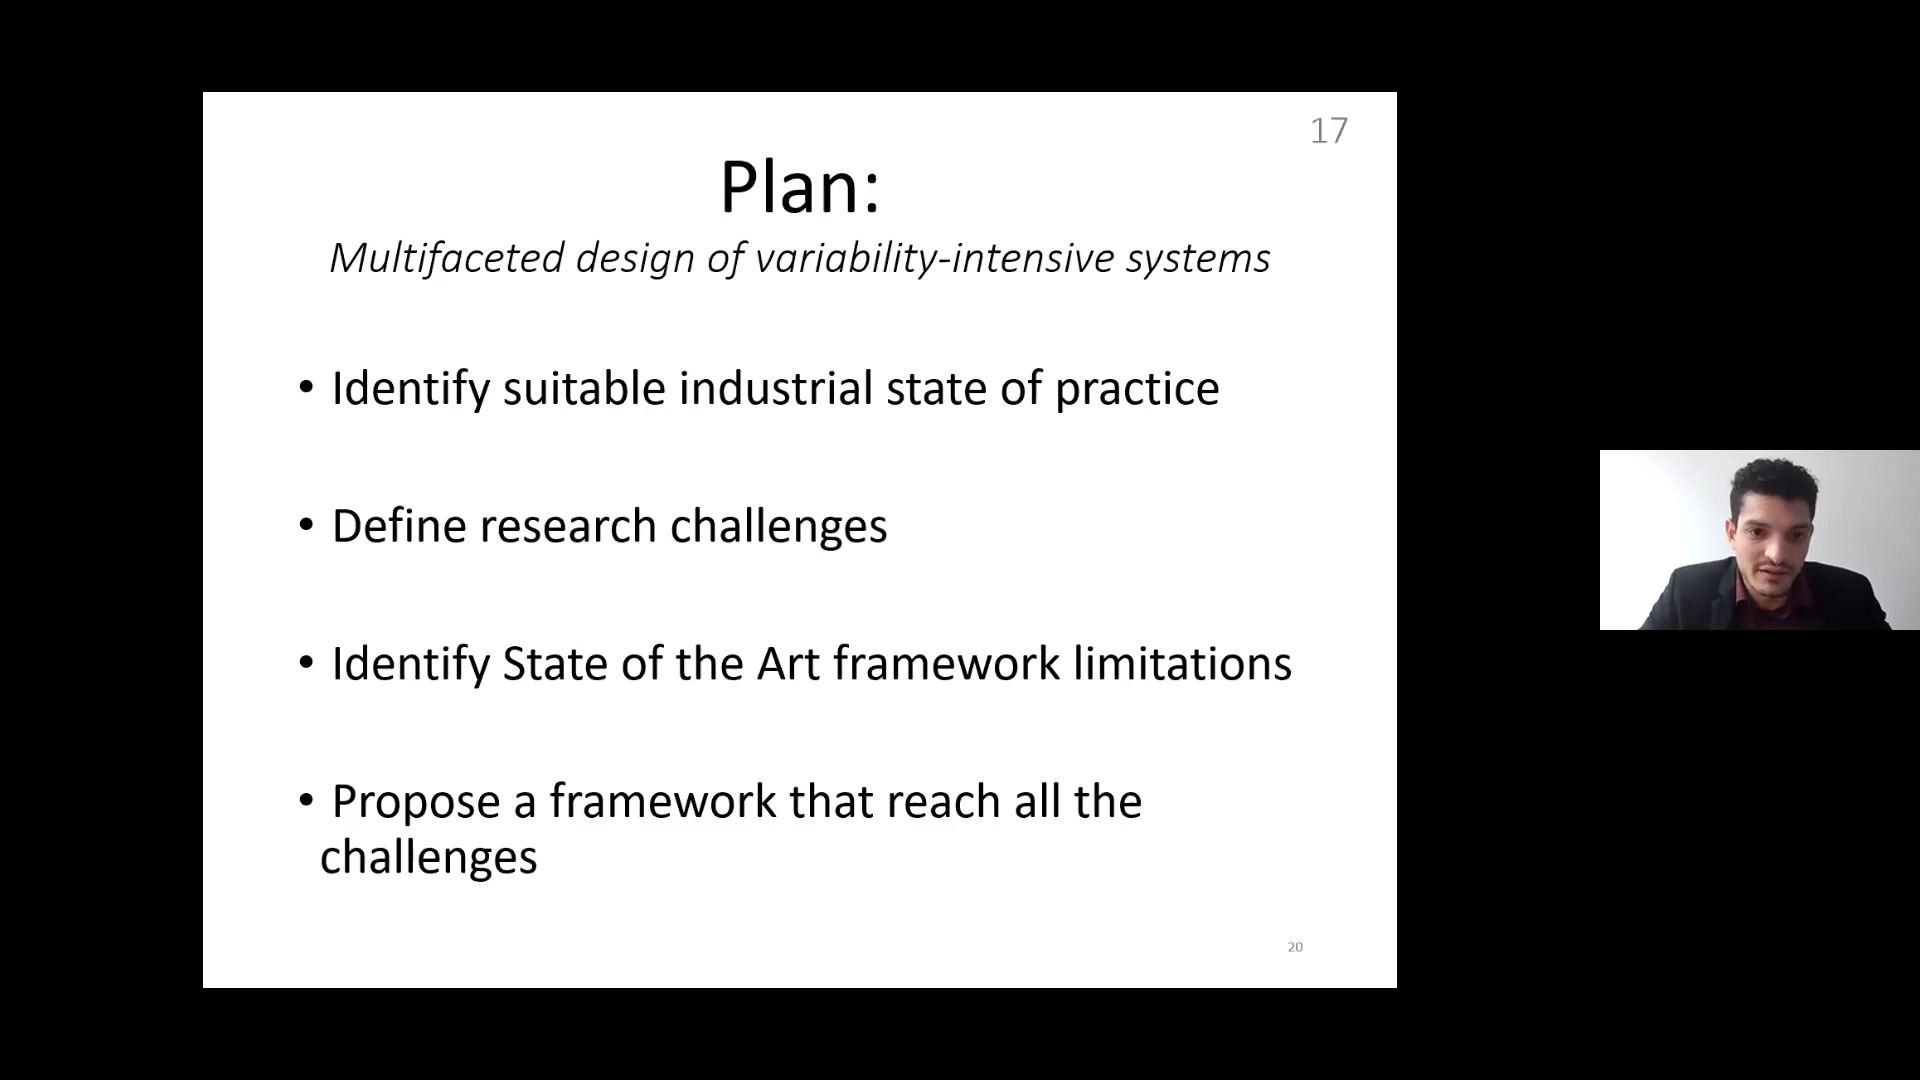 17
Plan:
Multifaceted design of variability-intensive systems
• Identify suitable industrial state of practice
• Define research challenges
• Identify State of the Art framework limitations
• Propose a framework that reach all the
challenges
20